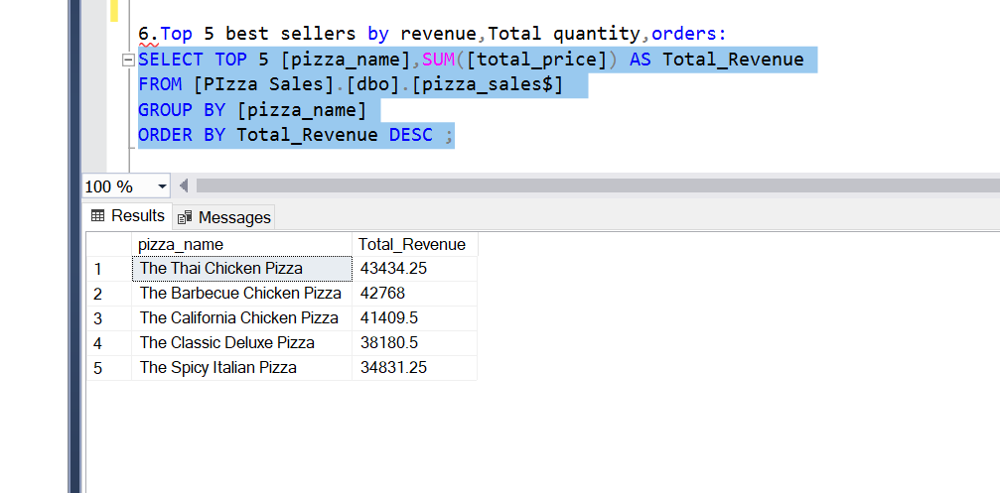 6.Top 5 best sellers by revenue,Total quantity,orders:
SELECT TOP 5 [pizza_name],SUM([total_price]) AS Total_Revenue
FROM [PIzza Sales].[dbo].[pizza_sales$]
GROUP BY [pizza_name]
ORDER BY Total_Revenue DESC ;
100 %
Results Messages
pizza_name Total_Revenue
1 The Thai Chicken Pizza 43434.25
2 The Barbecue Chicken Pizza 42768
3 The California Chicken Pizza 41409.5
4 The Classic Deluxe Pizza 38180.5
5 The Spicy Italian Pizza 34831.25